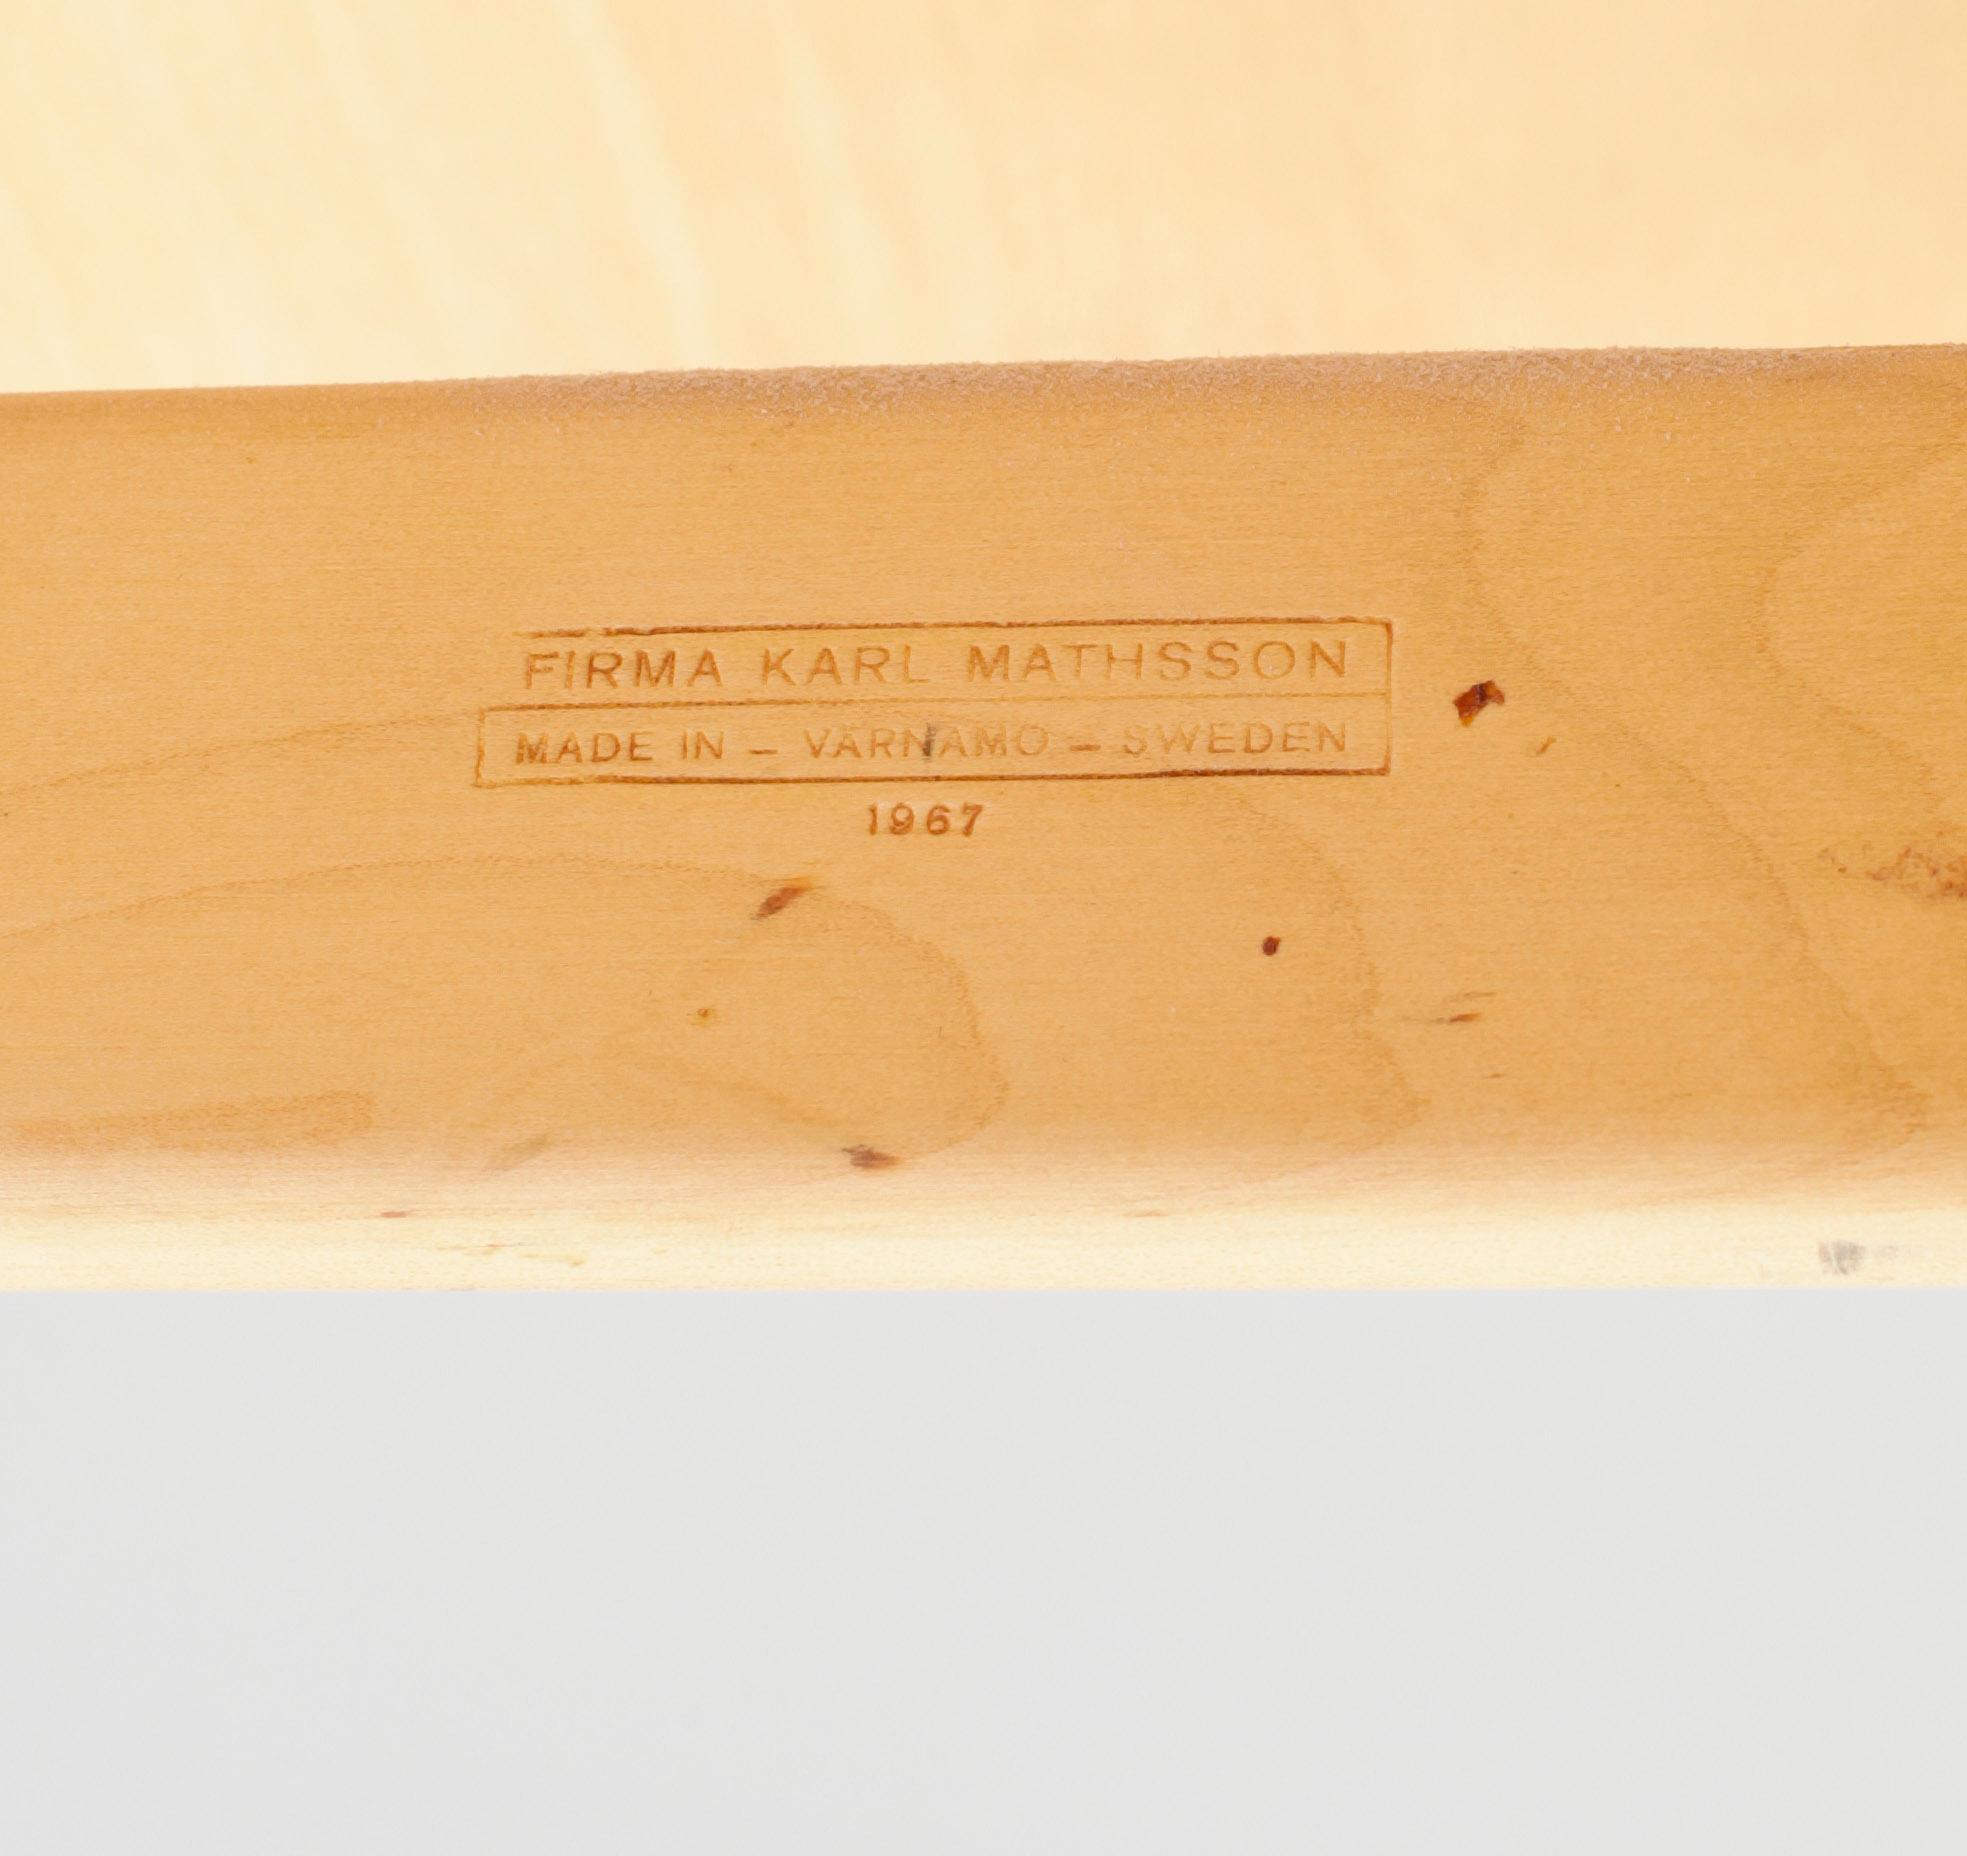 FIRMA KARL MATHSSON
MADE IN – VÄRNAMO – SWEDEN
1967